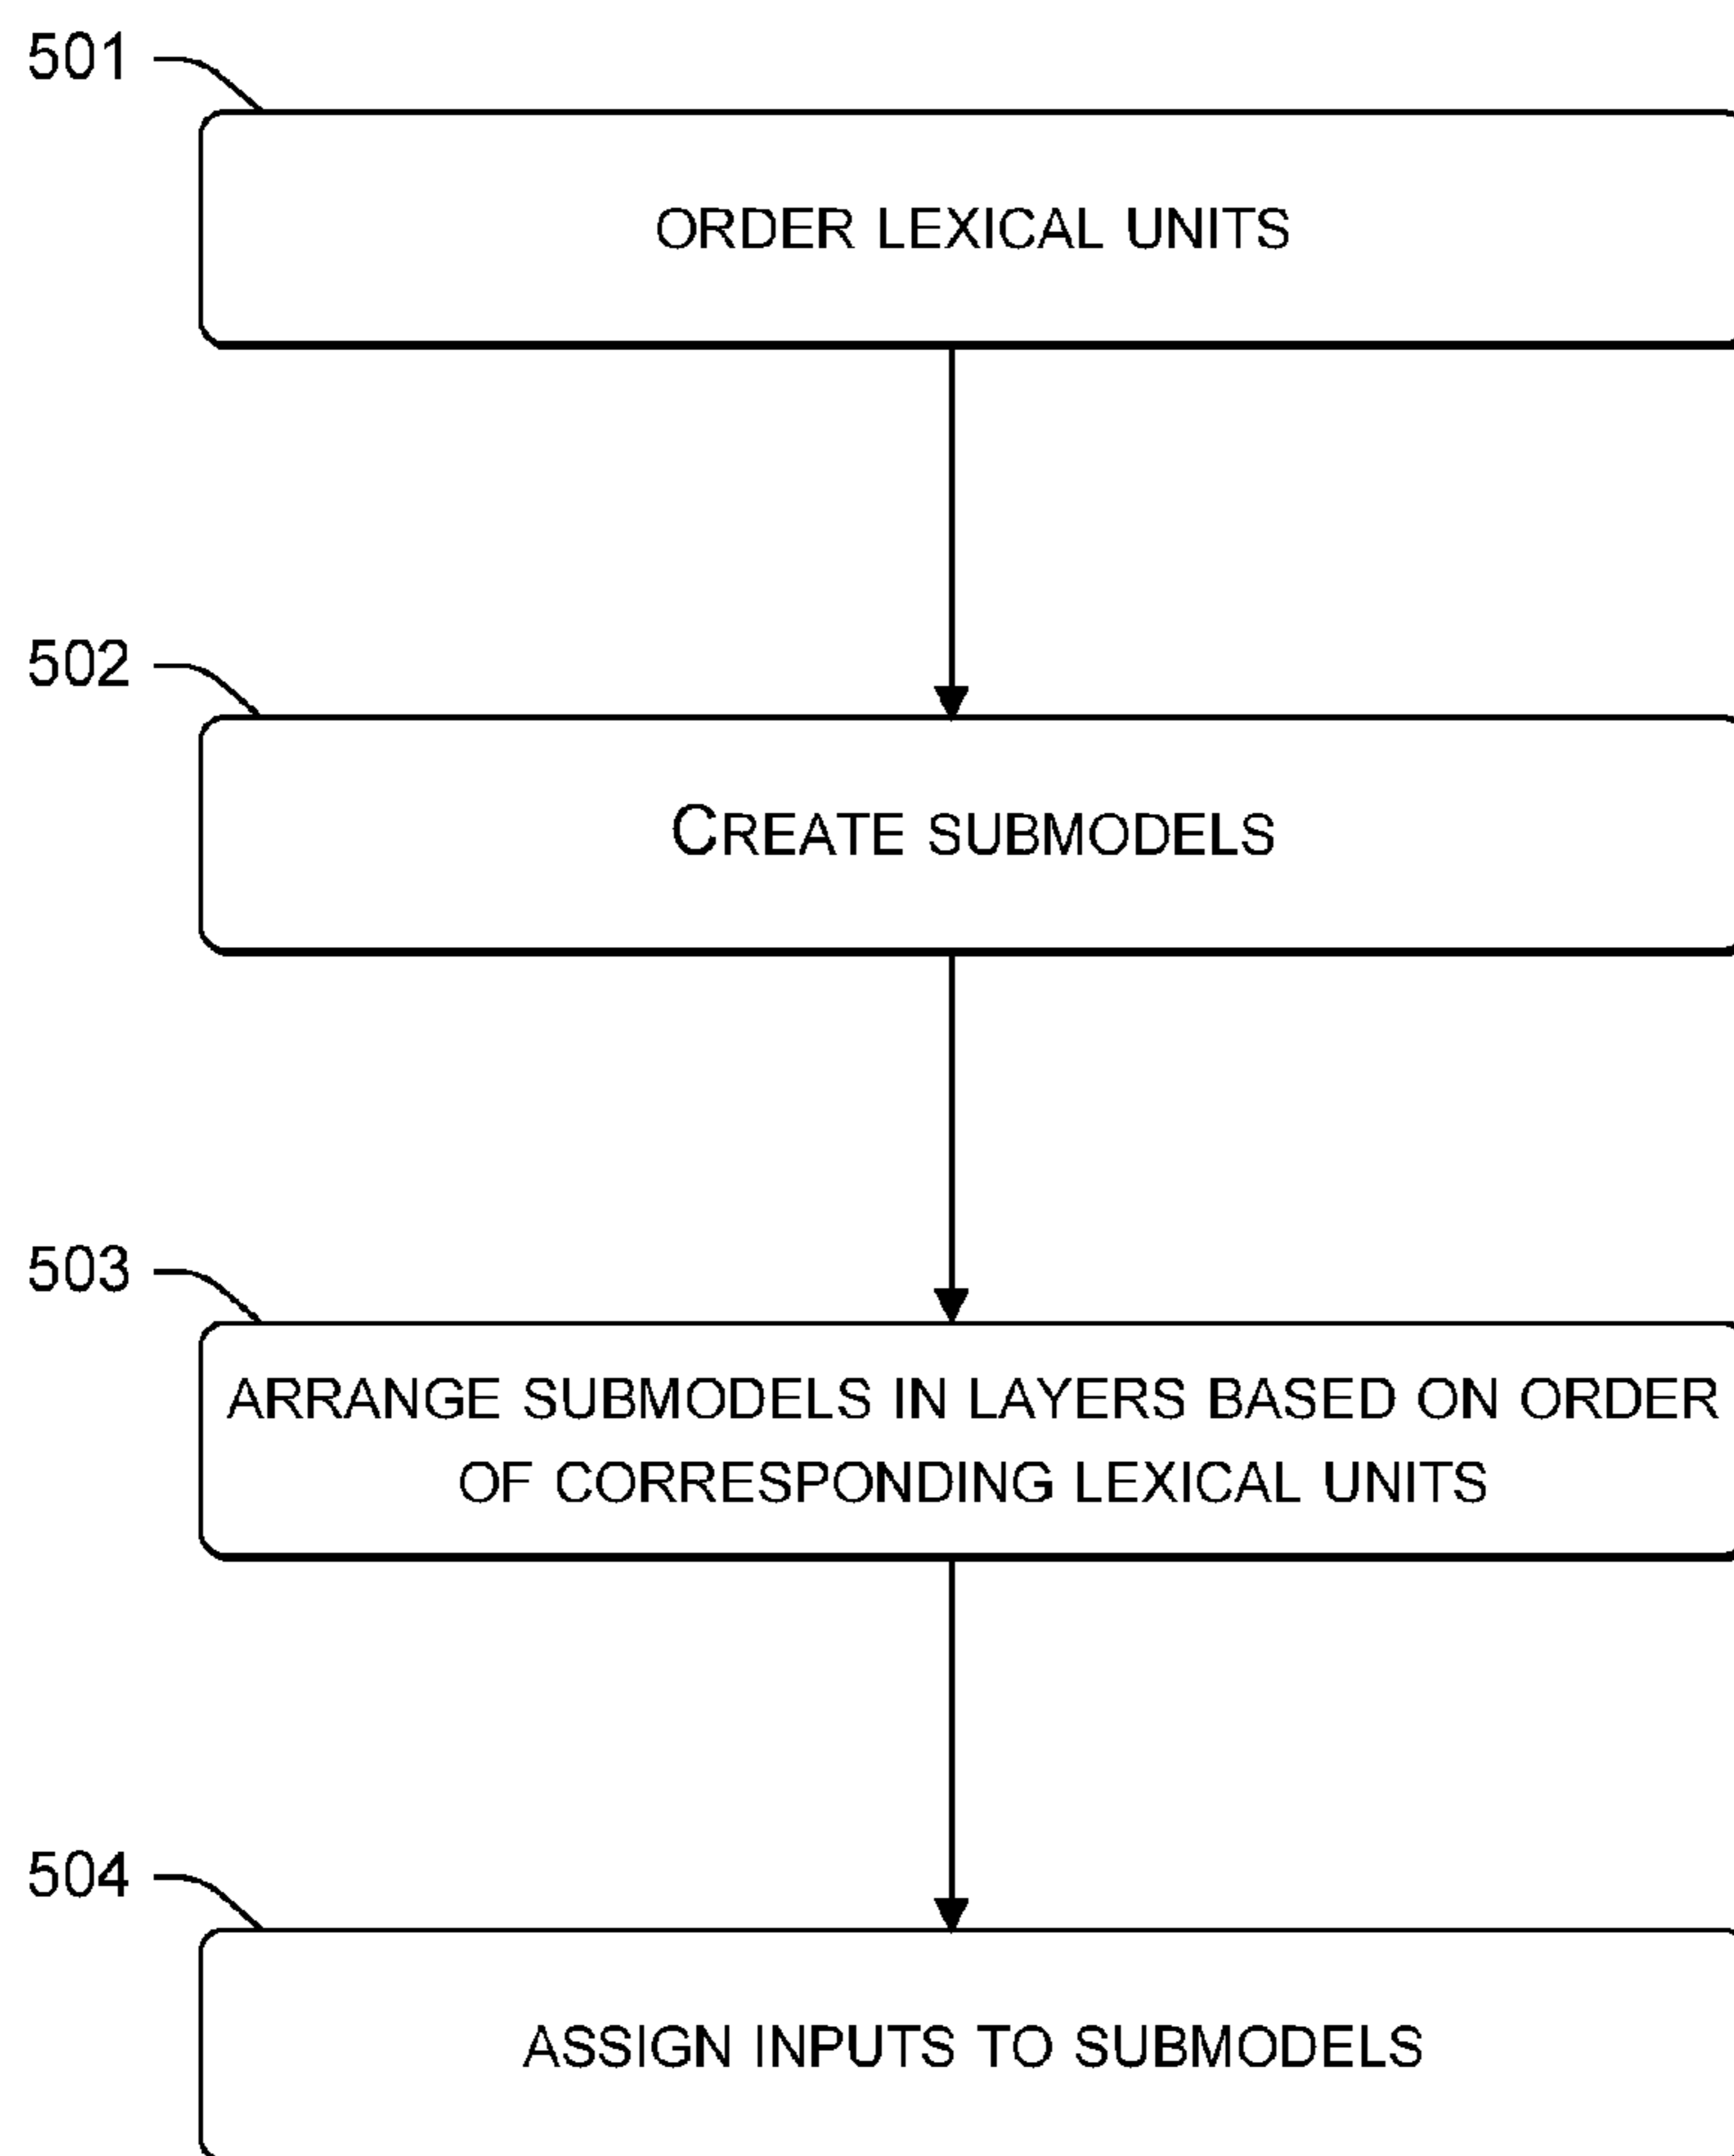 501
ORDER LEXICAL UNITS
502
CREATE SUBMODELS
503
ARRANGE SUBMODELS IN LAYERS BASED ON ORDER
OF CORRESPONDING LEXICAL UNITS
504
ASSIGN INPUTS TO SUBMODELS